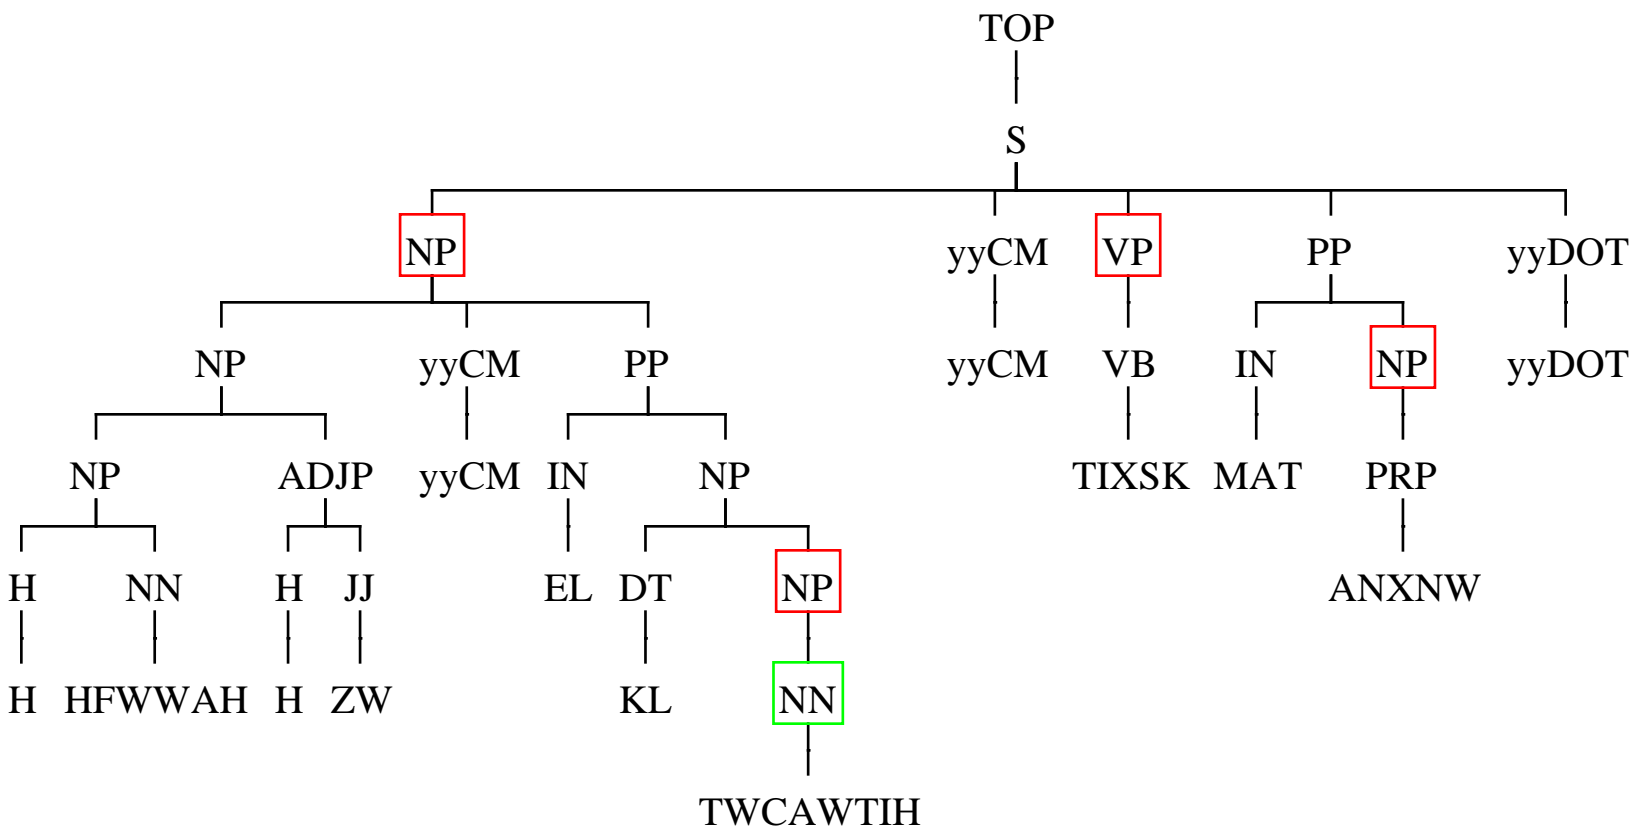 TOP
S
NP yyCM VP PP yyDOT
NP yyCM PP yyCM VB IN NP yyDOT
NP ADJP yyCM IN NP TIXSK MAT PRP
H NN H JJ EL DT NP ANXNW
H HFWWAH H ZW KL NN
TWCAWTIH